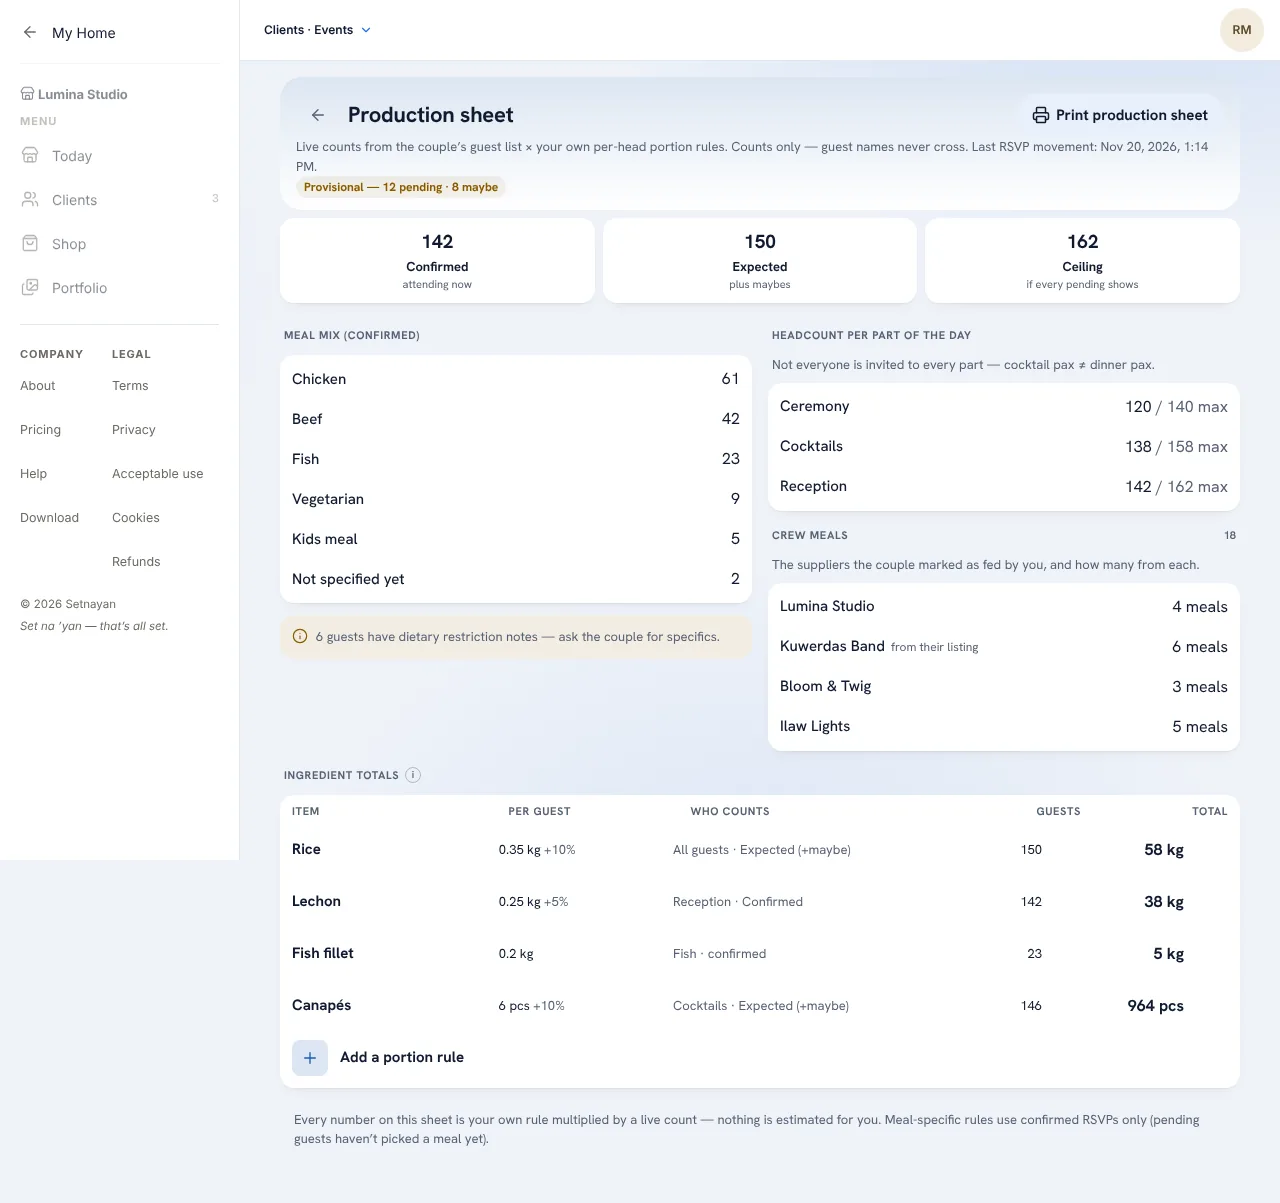 My Home
Clients · Events
RM
Lumina Studio
MENU
Today
Clients 3
Shop
Portfolio
COMPANY LEGAL
About Terms
Pricing Privacy
Help Acceptable use
Download Cookies
Refunds
© 2026 Setnayan
Set na 'yan — that's all set.
Production sheet
Print production sheet
Live counts from the couple’s guest list × your own per-head portion rules. Counts only — guest names never cross. Last RSVP movement: Nov 20, 2026, 1:14
PM.
Provisional — 12 pending · 8 maybe
142
Confirmed
attending now
150
Expected
plus maybes
162
Ceiling
if every pending shows
MEAL MIX (CONFIRMED)
Chicken 61
Beef 42
Fish 23
Vegetarian 9
Kids meal 5
Not specified yet 2
6 guests have dietary restriction notes — ask the couple for specifics.
HEADCOUNT PER PART OF THE DAY
Not everyone is invited to every part — cocktail pax ≠ dinner pax.
Ceremony 120 / 140 max
Cocktails 138 / 158 max
Reception 142 / 162 max
CREW MEALS 18
The suppliers the couple marked as fed by you, and how many from each.
Lumina Studio 4 meals
Kuwerdas Band from their listing 6 meals
Bloom & Twig 3 meals
Ilaw Lights 5 meals
INGREDIENT TOTALS i
ITEM PER GUEST WHO COUNTS GUESTS TOTAL
Rice 0.35 kg +10% All guests · Expected (+maybe) 150 58 kg
Lechon 0.25 kg +5% Reception · Confirmed 142 38 kg
Fish fillet 0.2 kg Fish · confirmed 23 5 kg
Canapés 6 pcs +10% Cocktails · Expected (+maybe) 146 964 pcs
Add a portion rule
Every number on this sheet is your own rule multiplied by a live count — nothing is estimated for you. Meal-specific rules use confirmed RSVPs only (pending
guests haven’t picked a meal yet).